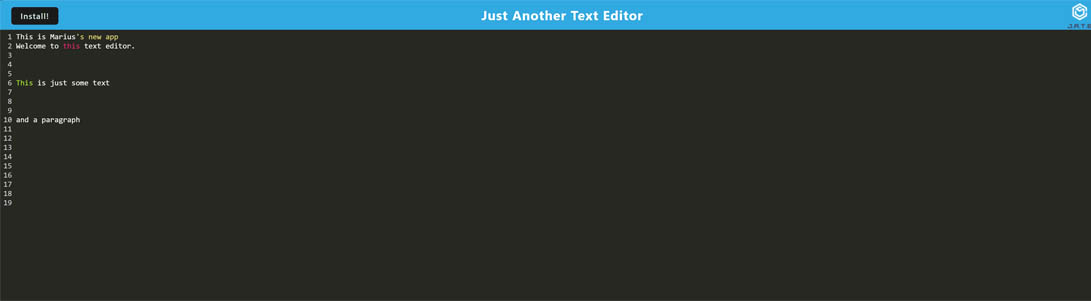 Install!
Just Another Text Editor
J.A.T.E
1 This is Marius's new app
2 Welcome to this text editor.
3
4
5
6 This is just some text
7
8
9
10 and a paragraph
11
12
13
14
15
16
17
18
19